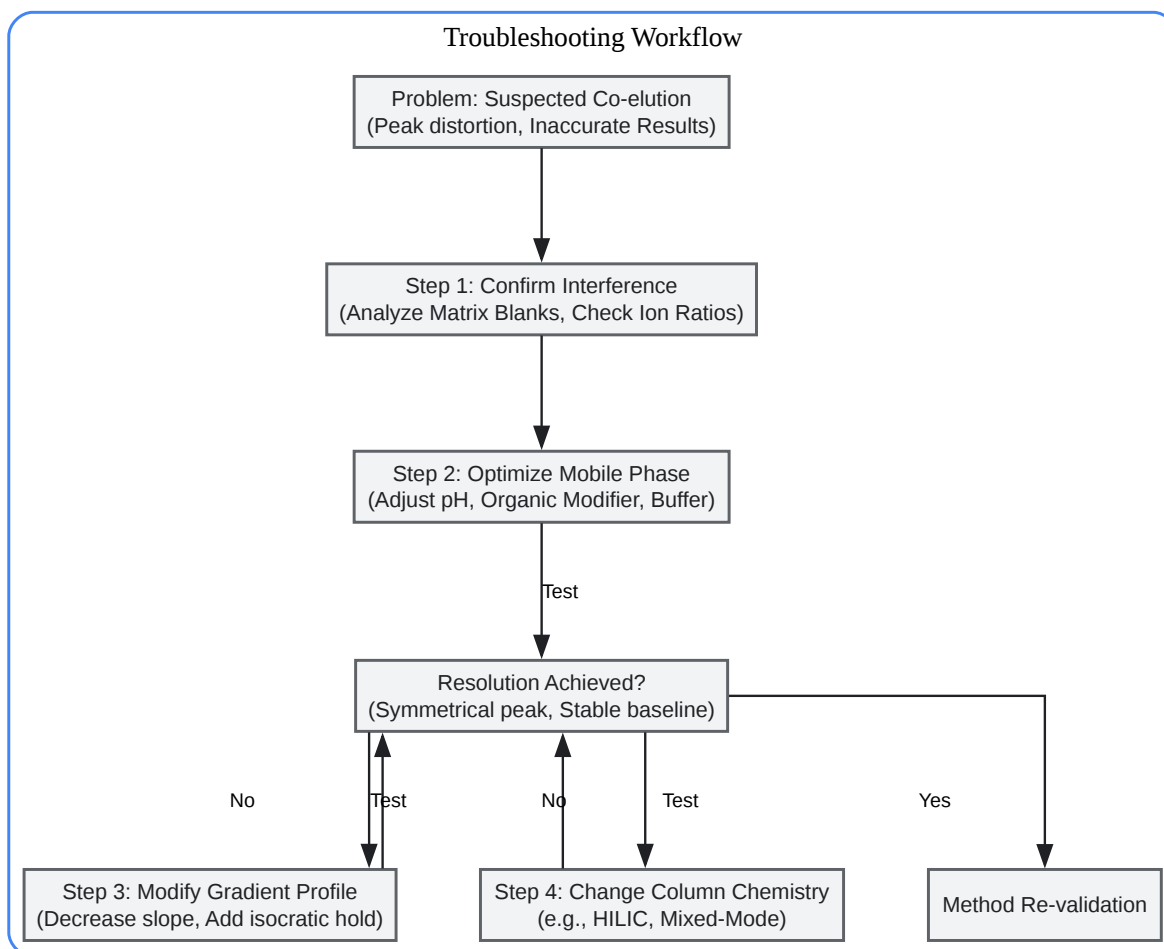 Troubleshooting Workflow
Problem: Suspected Co-elution
(Peak distortion, Inaccurate Results)
Step 1: Confirm Interference
(Analyze Matrix Blanks, Check Ion Ratios)
Step 2: Optimize Mobile Phase
(Adjust pH, Organic Modifier, Buffer)
Test
Resolution Achieved?
(Symmetrical peak, Stable baseline)
No
Test
No
Test
Yes
Step 3: Modify Gradient Profile
(Decrease slope, Add isocratic hold)
Step 4: Change Column Chemistry
(e.g., HILIC, Mixed-Mode)
Method Re-validation